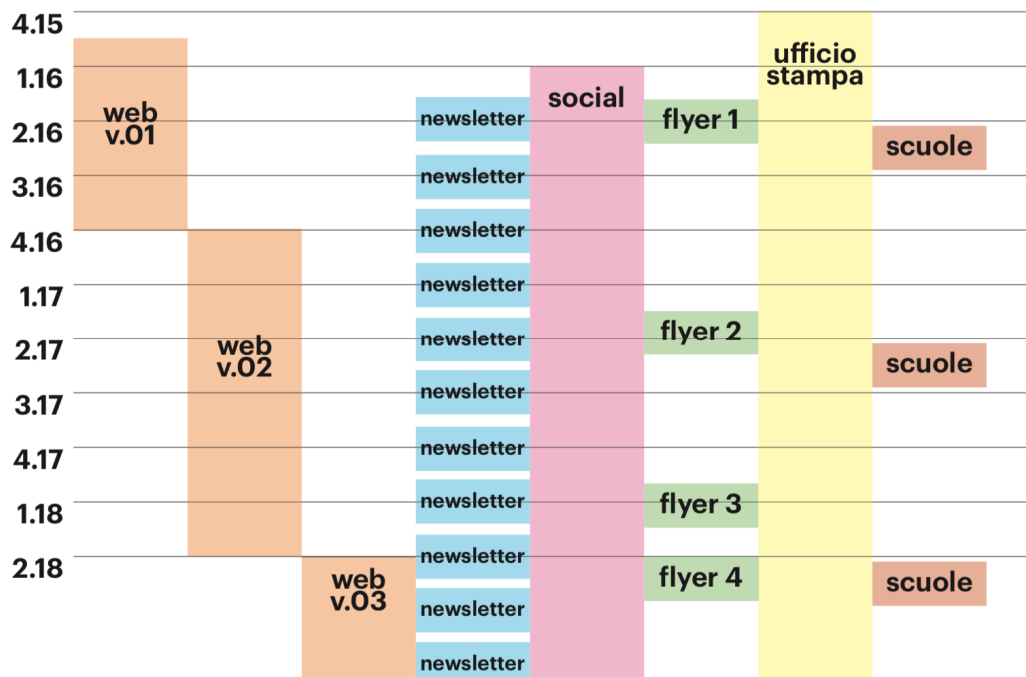 4.15
ufficio
stampa
1.16
social
web
v.01
newsletter
flyer 1
2.16
scuole
newsletter
3.16
newsletter
4.16
newsletter
1.17
flyer 2
newsletter
2.17
web
v.02
scuole
newsletter
3.17
newsletter
4.17
newsletter
flyer 3
1.18
newsletter
2.18
web
v.03
flyer 4
scuole
newsletter
newsletter